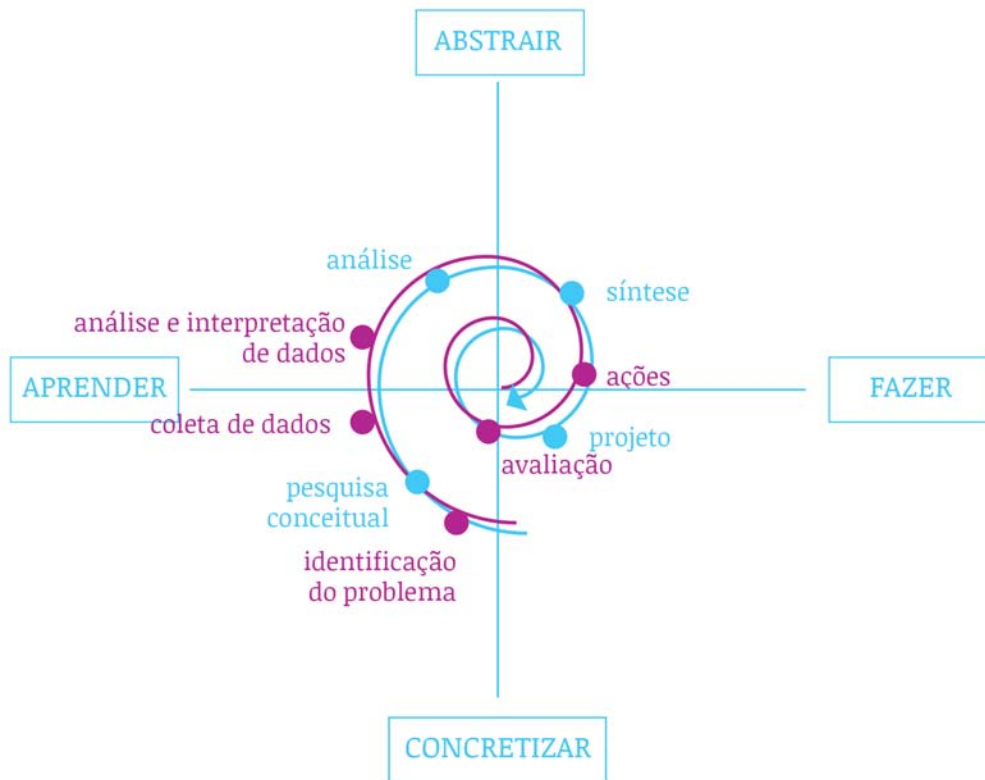 ABSTRAIR
análise
síntese
análise e interpretação
de dados
APRENDER
ações
FAZER
coleta de dados
projeto
avaliação
pesquisa
conceitual
identificação
do problema
CONCRETIZAR